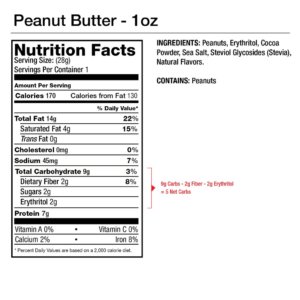 Peanut Butter - 1oz
Nutrition Facts
Serving Size: (28g)
Servings Per Container 1
Amount Per Serving
Calories 170 Calories from Fat 130
% Daily Value*
Total Fat 14g 22%
Saturated Fat 4g 15%
Trans Fat 0g
Cholesterol 0mg 0%
Sodium 45mg 7%
Total Carbohydrate 9g 3%
Dietary Fiber 2g 8%
Sugars 2g
Erythritol 2g
Protein 7g
Vitamin A 0% • Vitamin C 0%
Calcium 2% • Iron 8%
* Percent Daily Values are based on a 2,000 calorie diet.
INGREDIENTS: Peanuts, Erythritol, Cocoa
Powder, Sea Salt, Steviol Glycosides (Stevia),
Natural Flavors.
CONTAINS: Peanuts
9g Carbs - 2g Fiber - 2g Erythritol
= 5 Net Carbs